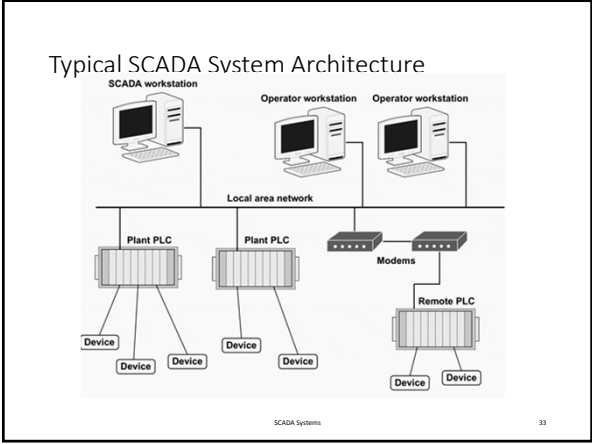 Typical SCADA System Architecture
SCADA workstation
Operator workstation
Operator workstation
Local area network
Plant PLC
Plant PLC
Modems
Remote PLC
Device
Device
Device
Device
Device
Device
Device
SCADA Systems
33